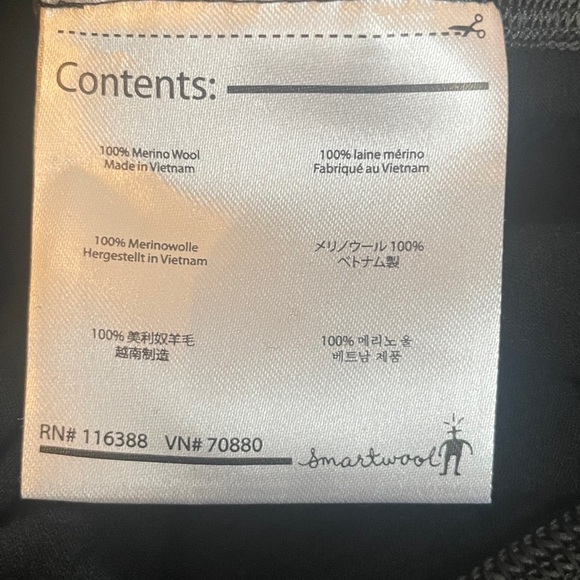 Contents:
100% Merino Wool
Made in Vietnam
100% laine mérino
Fabriqué au Vietnam
100% Merinowolle
Hergestellt in Vietnam
メリノウール 100%
ベトナム製
100% 美利奴羊毛
越南制造
100% 메리노 울
베트남 제품
RN# 116388 VN# 70880
smartwool